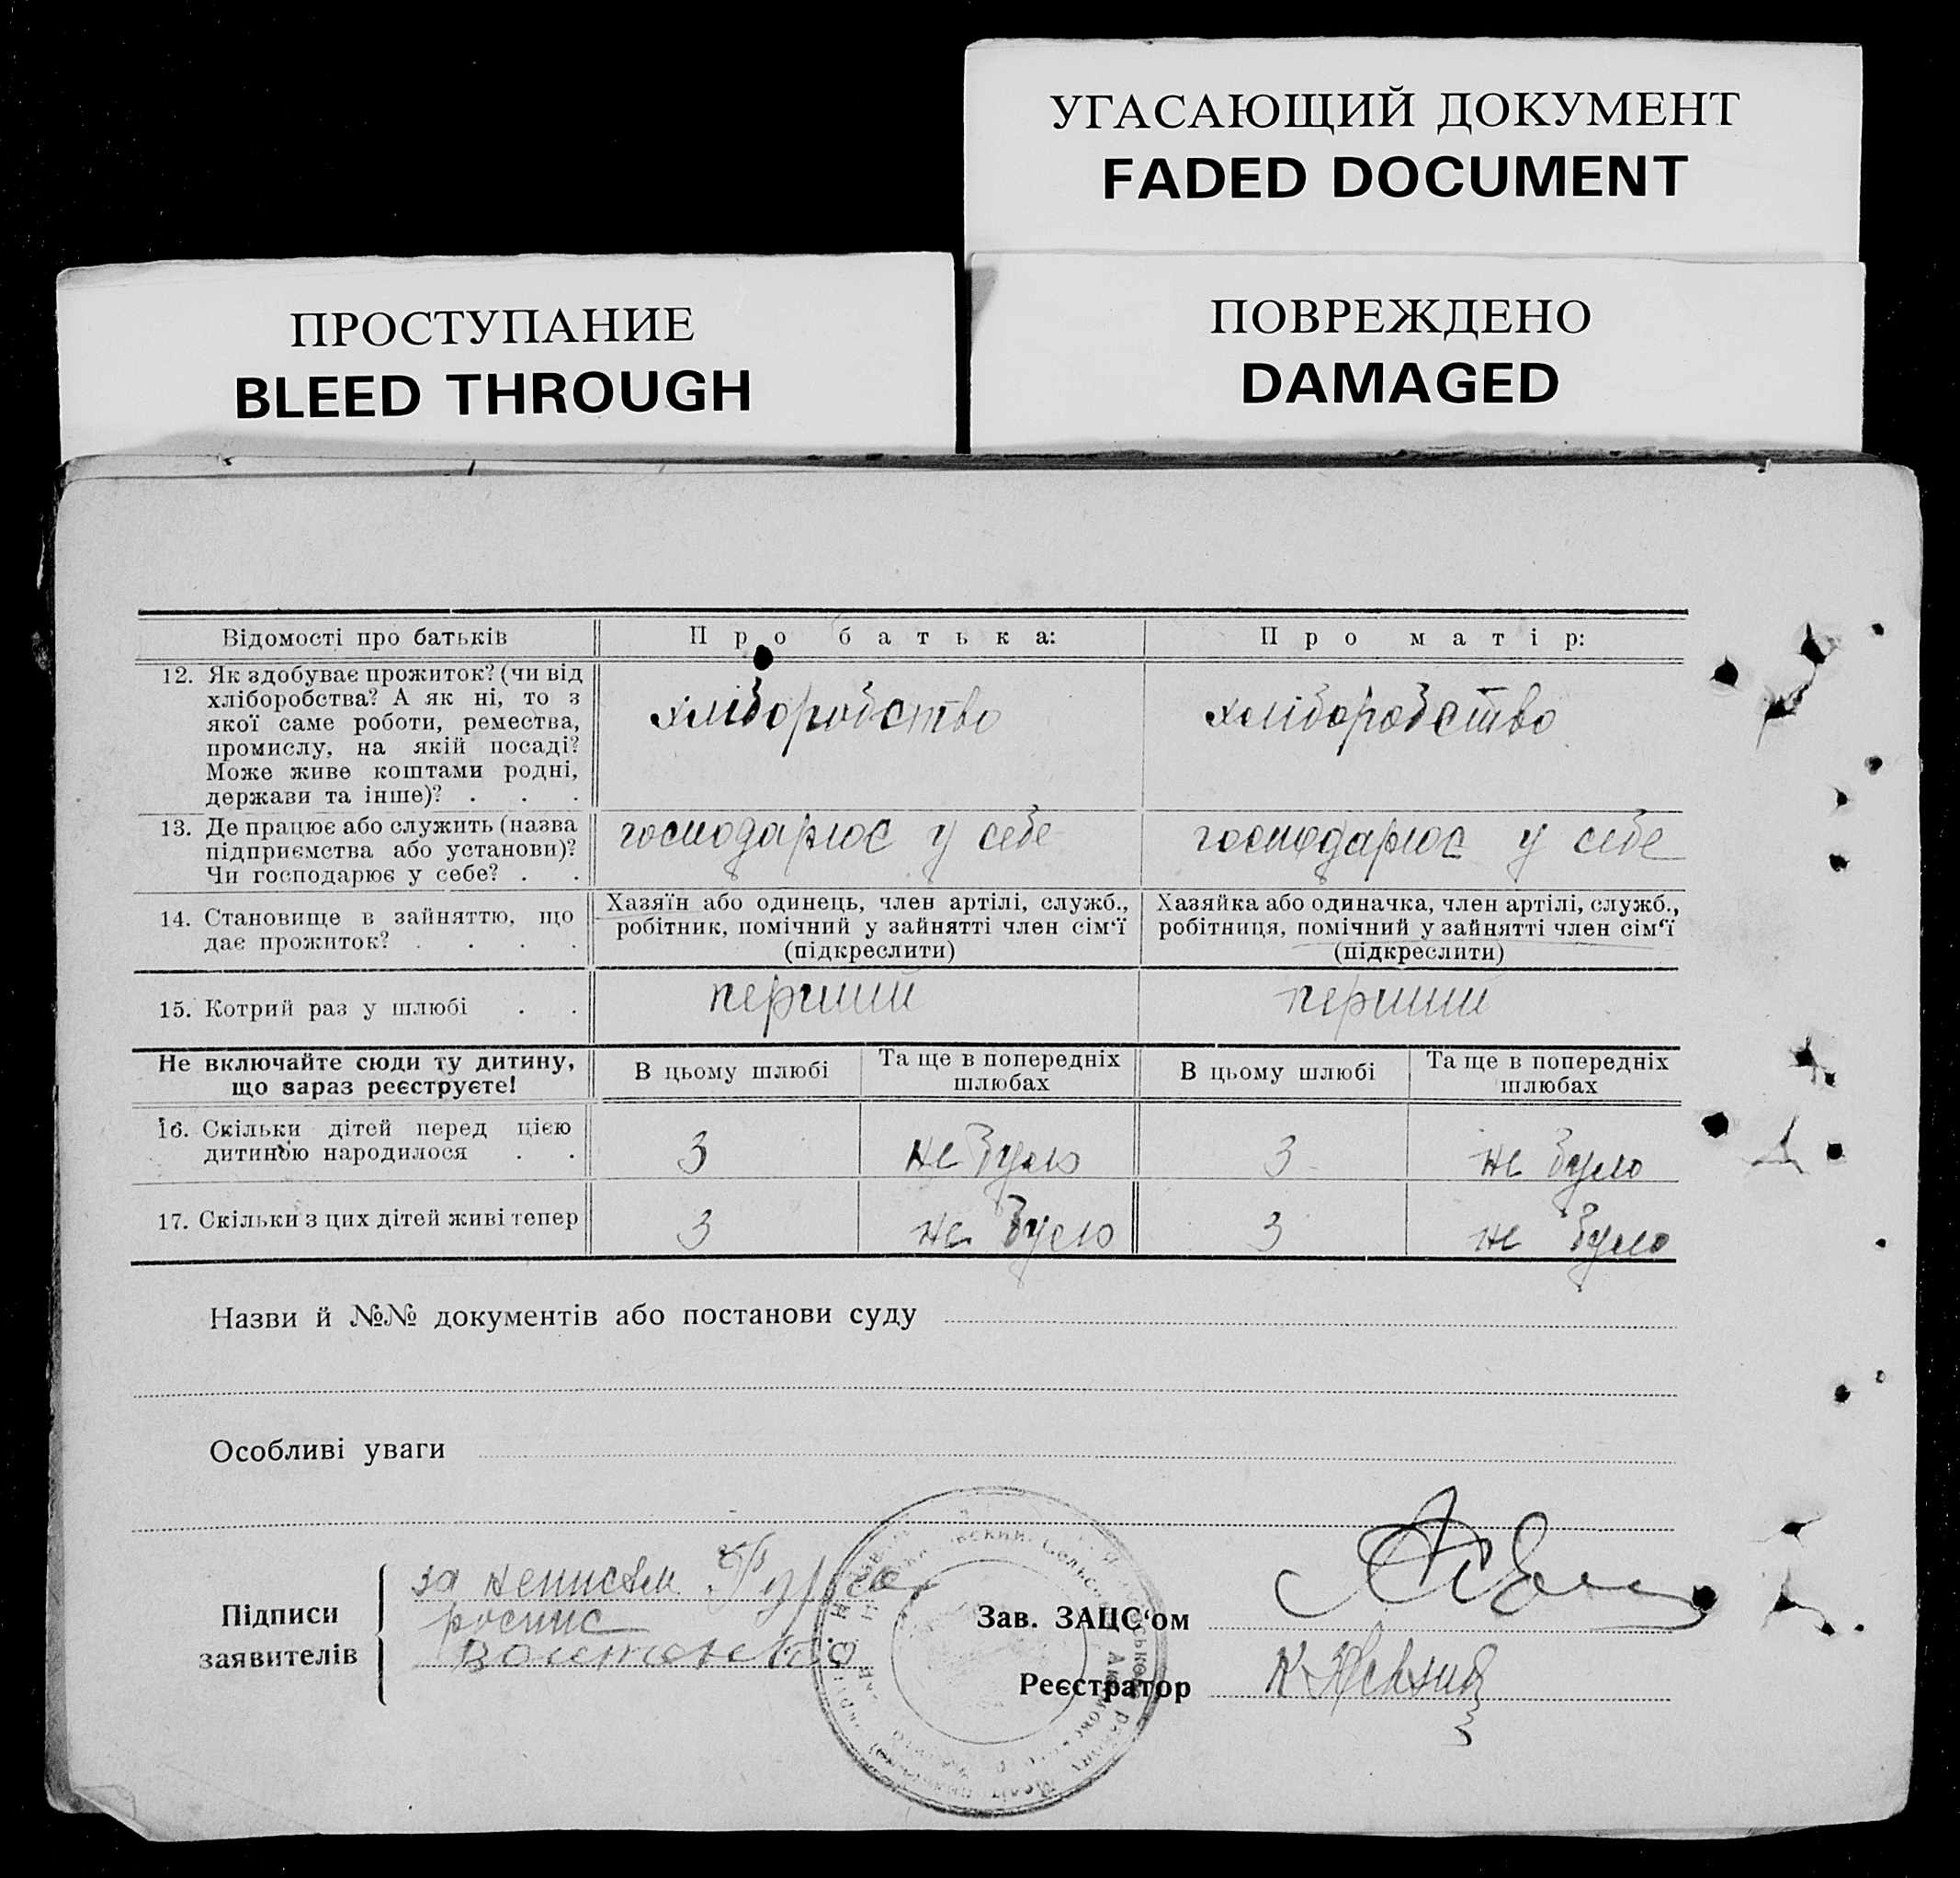 УГАСАЮЩИЙ ДОКУМЕНТ
FADED DOCUMENT
ПРОСТУПАНИЕ
BLEED THROUGH
ПОВРЕЖДЕНО
DAMAGED
Відомості про батьків
Про батька:
Про матір:
12. Як здобуває прожиток? (чи від
хліборобства? А як ні, то з
якої саме роботи, ремества,
промислу, на якій посаді?
Може живе коштами родні,
держави та інше)? . . .
хліборобство
хліборобство
13. Де працює або служить (назва
підприємства або установи)?
Чи господарює у себе? . .
господарює у себе
господарює у себе
14. Становище в зайняттю, що
дає прожиток? . . . .
Хазяїн або одинець, член артілі, служб.,
робітник, помічний у зайнятті член сім‘ї
(підкреслити)
Хазяйка або одиначка, член артілі, служб.,
робітниця, помічний у зайнятті член сім‘ї
(підкреслити)
15. Котрий раз у шлюбі . .
перший
перший
Не включайте сюди ту дитину,
що зараз реєструєте!
В цьому шлюбі
Та ще в попередніх
шлюбах
В цьому шлюбі
Та ще в попередніх
шлюбах
16. Скільки дітей перед цією
дитиною народилося . .
3
не було
3
не було
17. Скільки з цих дітей живі тепер
3
не було
3
не було
Назви й №№ документів або постанови суду
Особливі уваги
Підписи
заявителів
за
роспис
Зав. ЗАЦС‘ом
Реєстратор